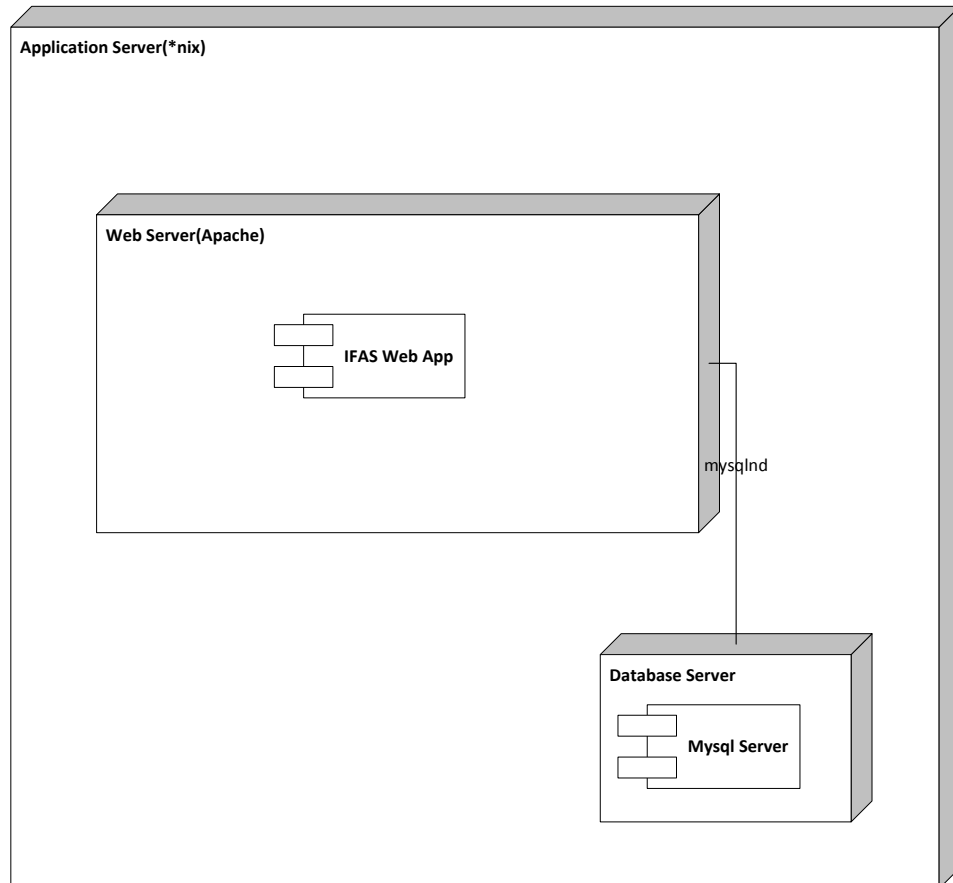 Application Server(*nix)
Web Server(Apache)
IFAS Web App
mysqlnd
Database Server
Mysql Server